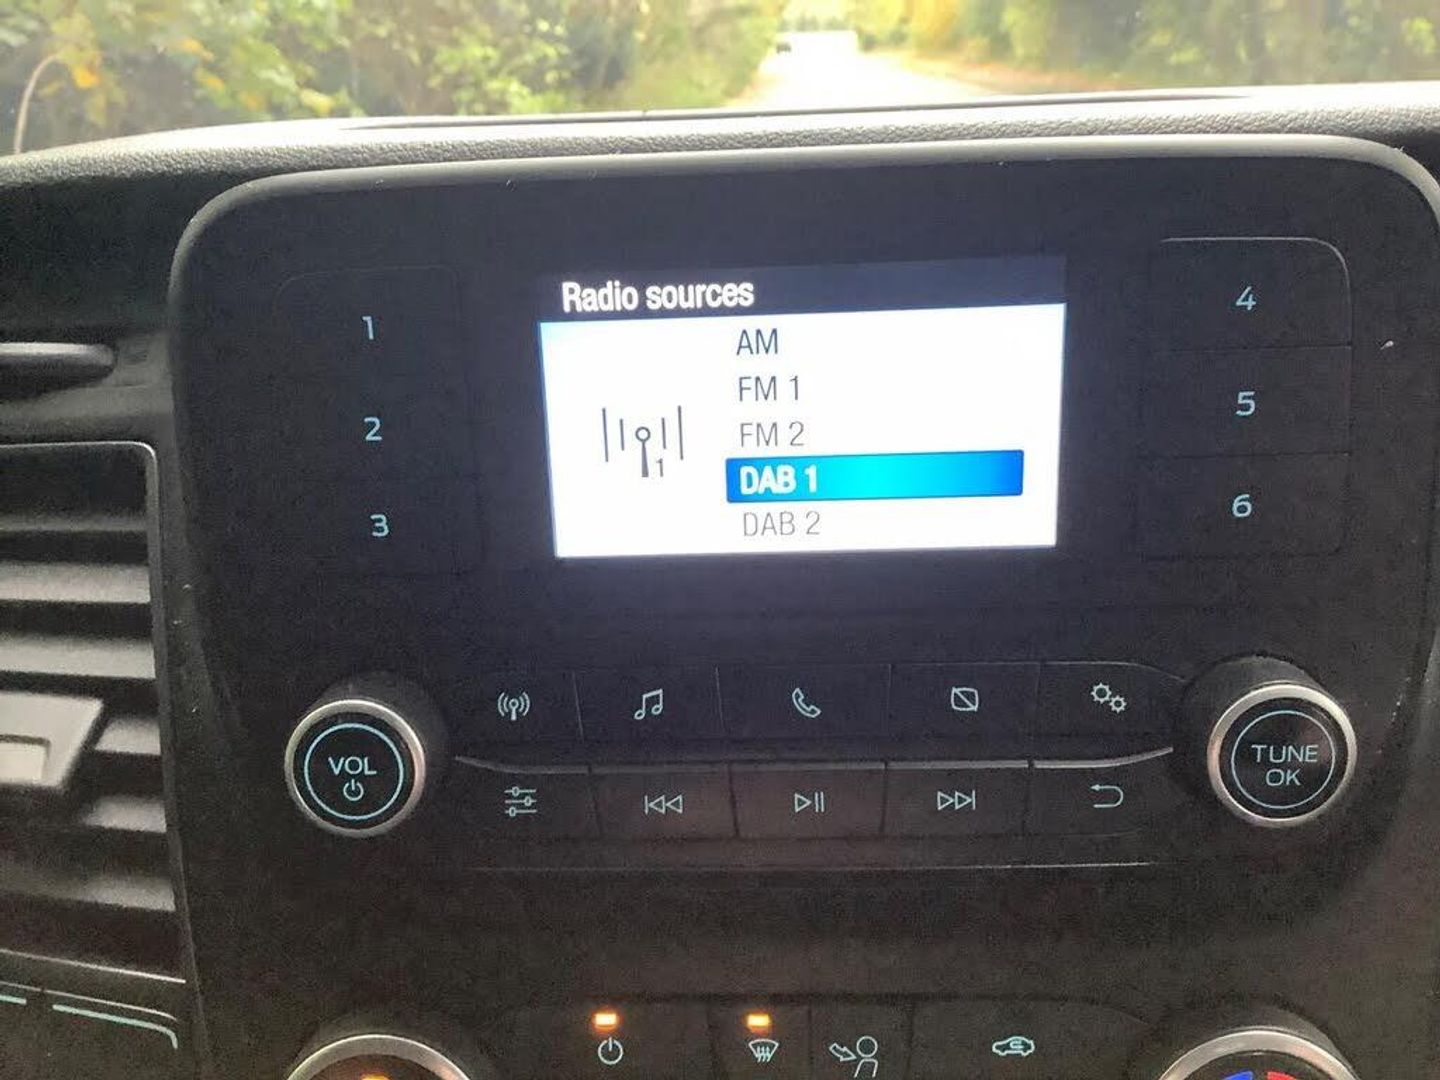 Radio sources
AM
FM 1
FM 2
DAB 1
DAB 2
1
1
2
3
4
5
6
VOL
TUNE
OK